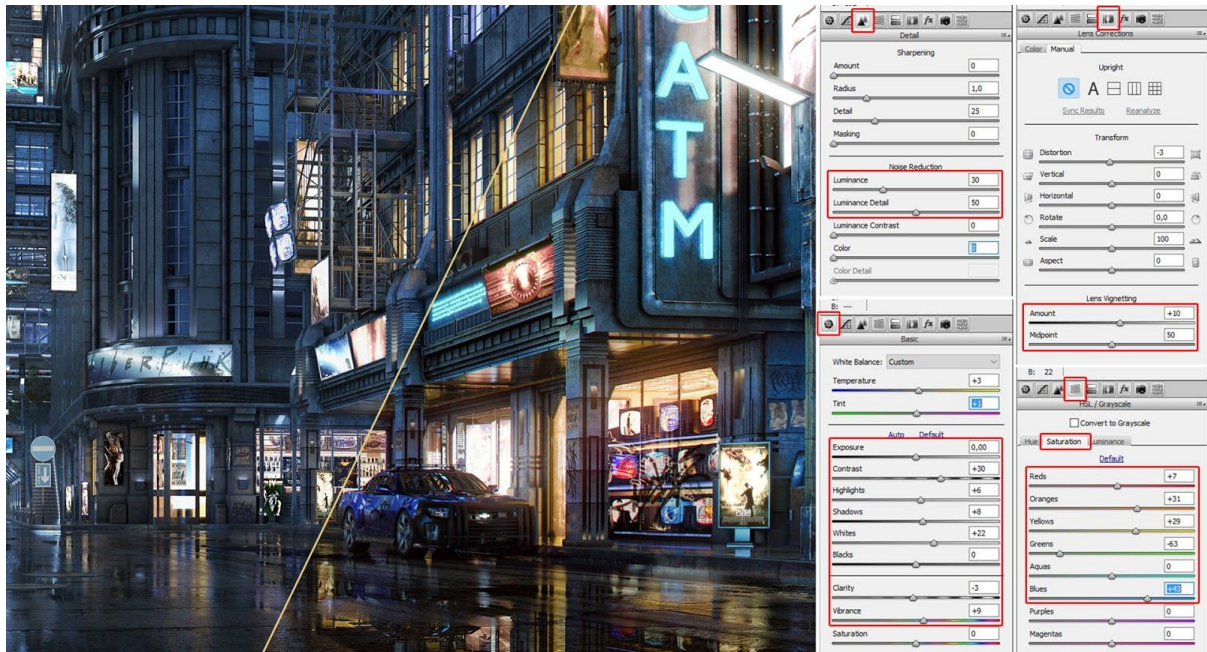 C
A
T
M
Detail
Sharpening
Amount 0
Radius 1,0
Detail 25
Masking 0
Noise Reduction
Luminance 30
Luminance Detail 50
Luminance Contrast 0
Color 0
Color Detail
B: ---
Basic
White Balance: Custom
Temperature +3
Tint +1
Auto Default
Exposure 0,00
Contrast +30
Highlights +6
Shadows +8
Whites +22
Blacks 0
Clarity -3
Vibrance +9
Saturation 0
Lens Corrections
Color Manual
Upright
A
Sync Results Reanalyze
Transform
Distortion -3
Vertical 0
Horizontal 0
Rotate 0,0
Scale 100
Aspect 0
Lens Vignetting
Amount +10
Midpoint 50
B: 22
HSL / Grayscale
Convert to Grayscale
Hue Saturation Luminance
Default
Reds +7
Oranges +31
Yellows +29
Greens -63
Aquas 0
Blues +43
Purples 0
Magentas 0